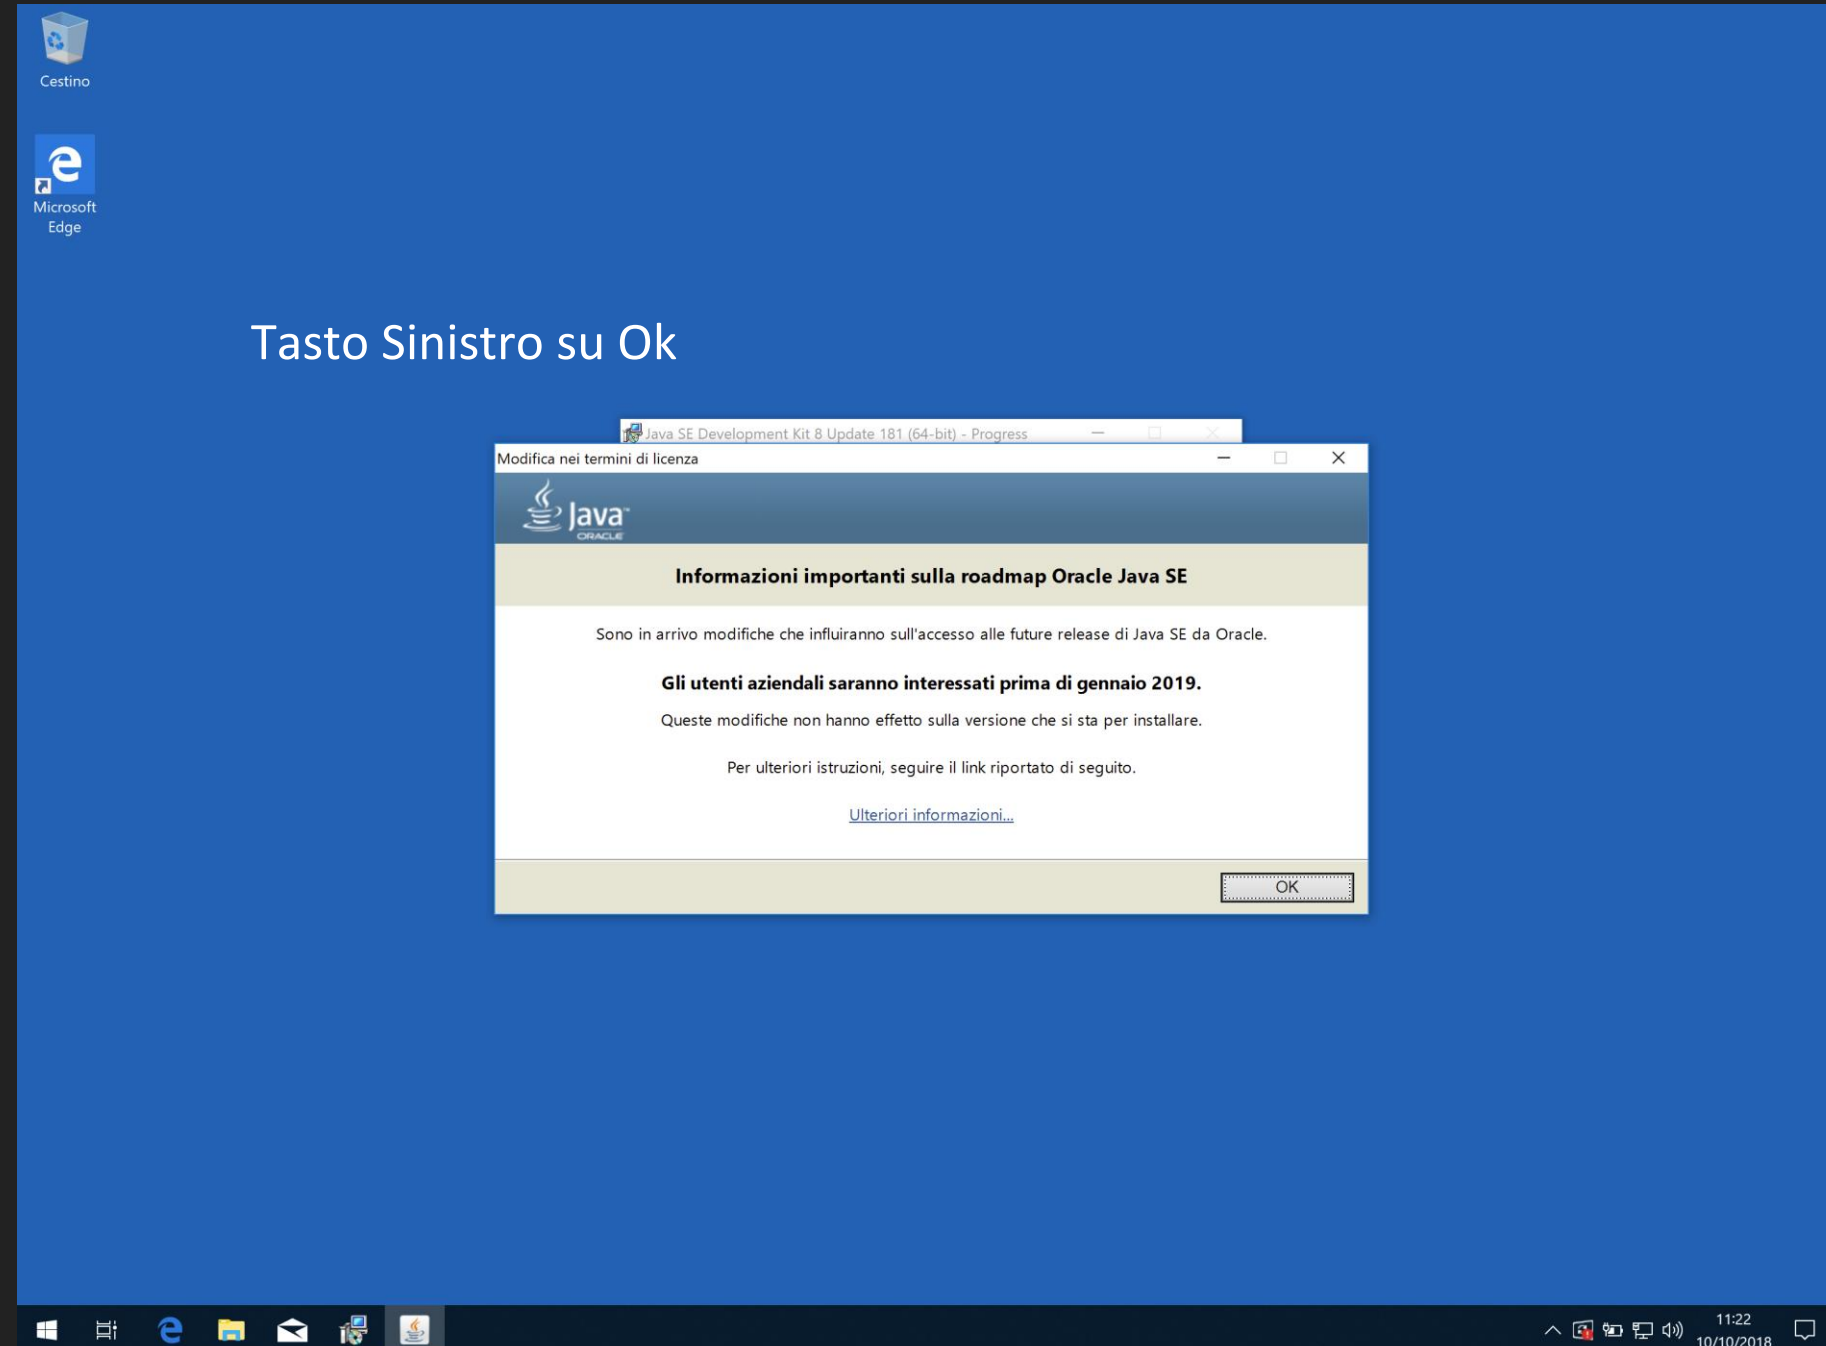 Cestino
Microsoft
Edge
Tasto Sinistro su Ok
Java SE Development Kit 8 Update 181 (64-bit) - Progress
Modifica nei termini di licenza
Java
ORACLE
Informazioni importanti sulla roadmap Oracle Java SE
Sono in arrivo modifiche che influiranno sull'accesso alle future release di Java SE da Oracle.
Gli utenti aziendali saranno interessati prima di gennaio 2019.
Queste modifiche non hanno effetto sulla versione che si sta per installare.
Per ulteriori istruzioni, seguire il link riportato di seguito.
Ulteriori informazioni...
OK
11:22
10/10/2018